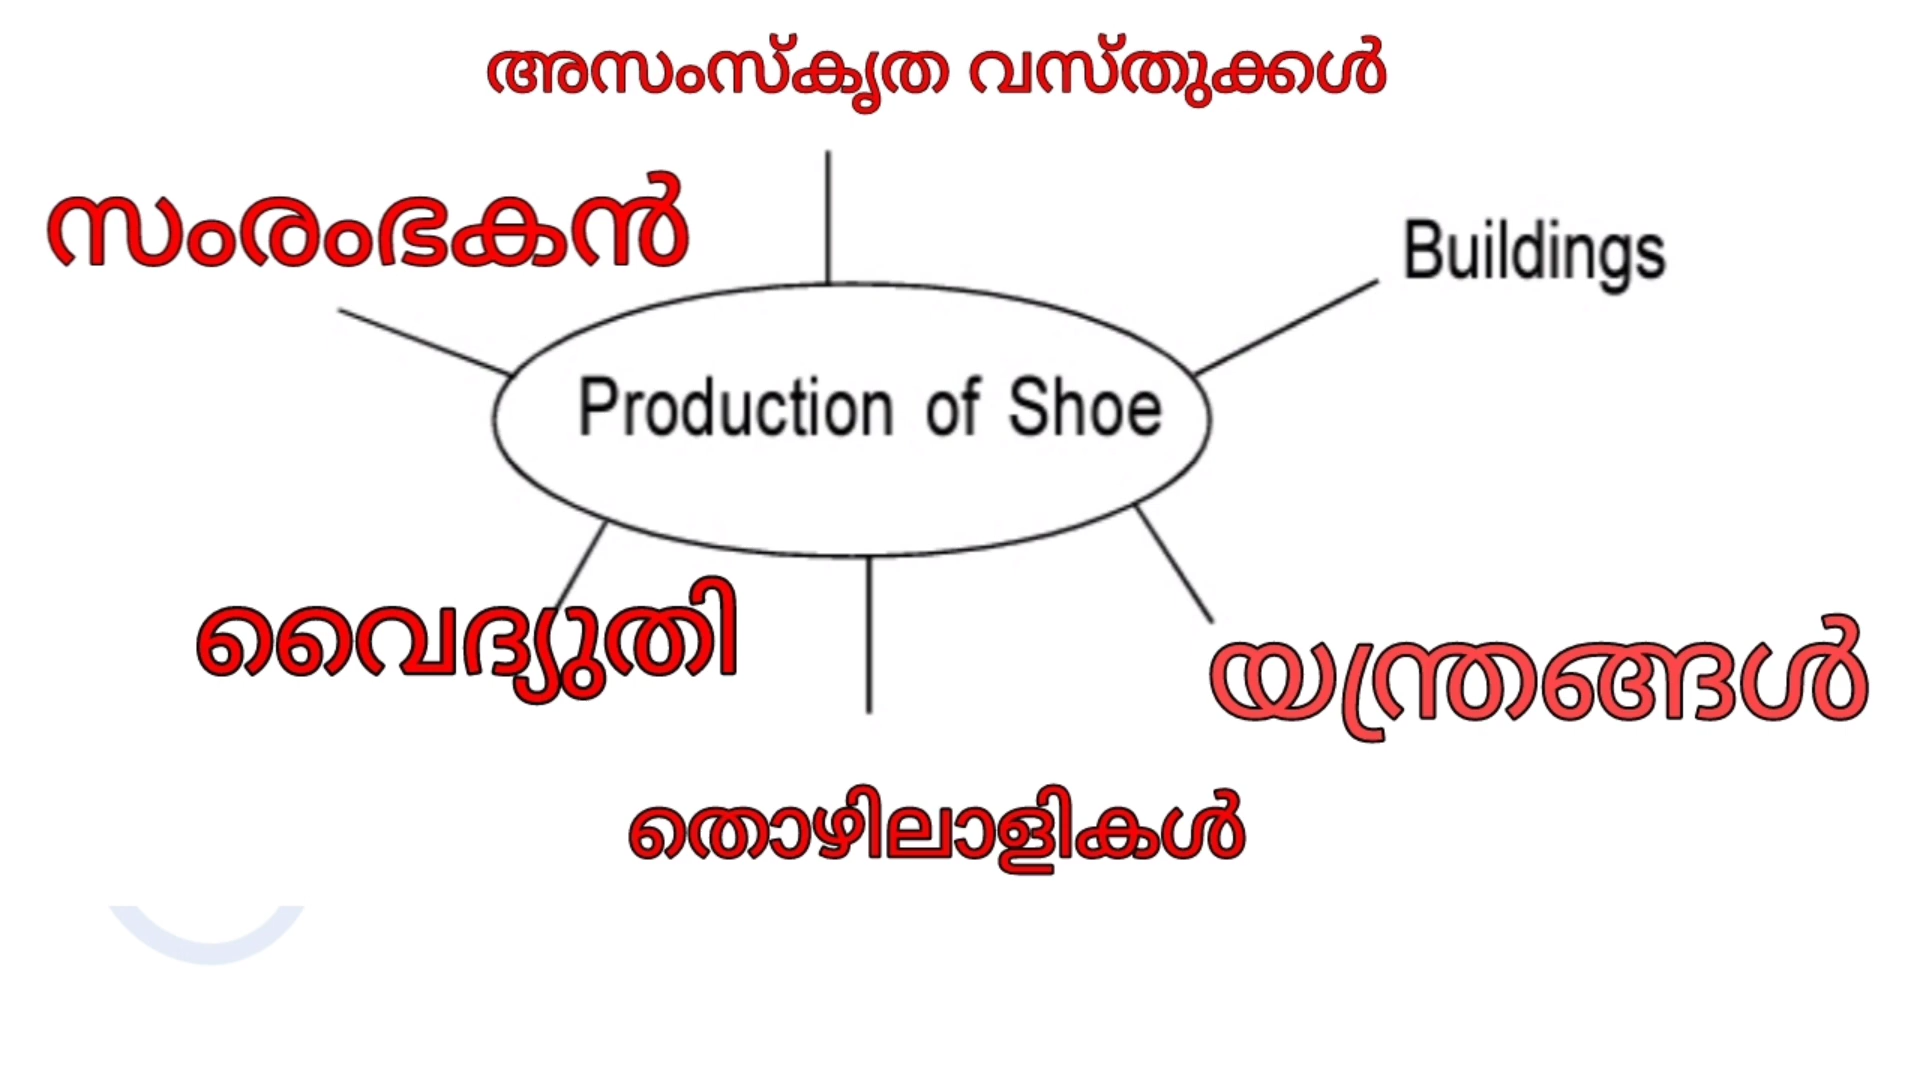 അസംസ്കൃത വസ്തുക്കൾ
സംരംഭകൻ
Buildings
Production of Shoe
വൈദ്യുതി
യന്ത്രങ്ങൾ
തൊഴിലാളികൾ